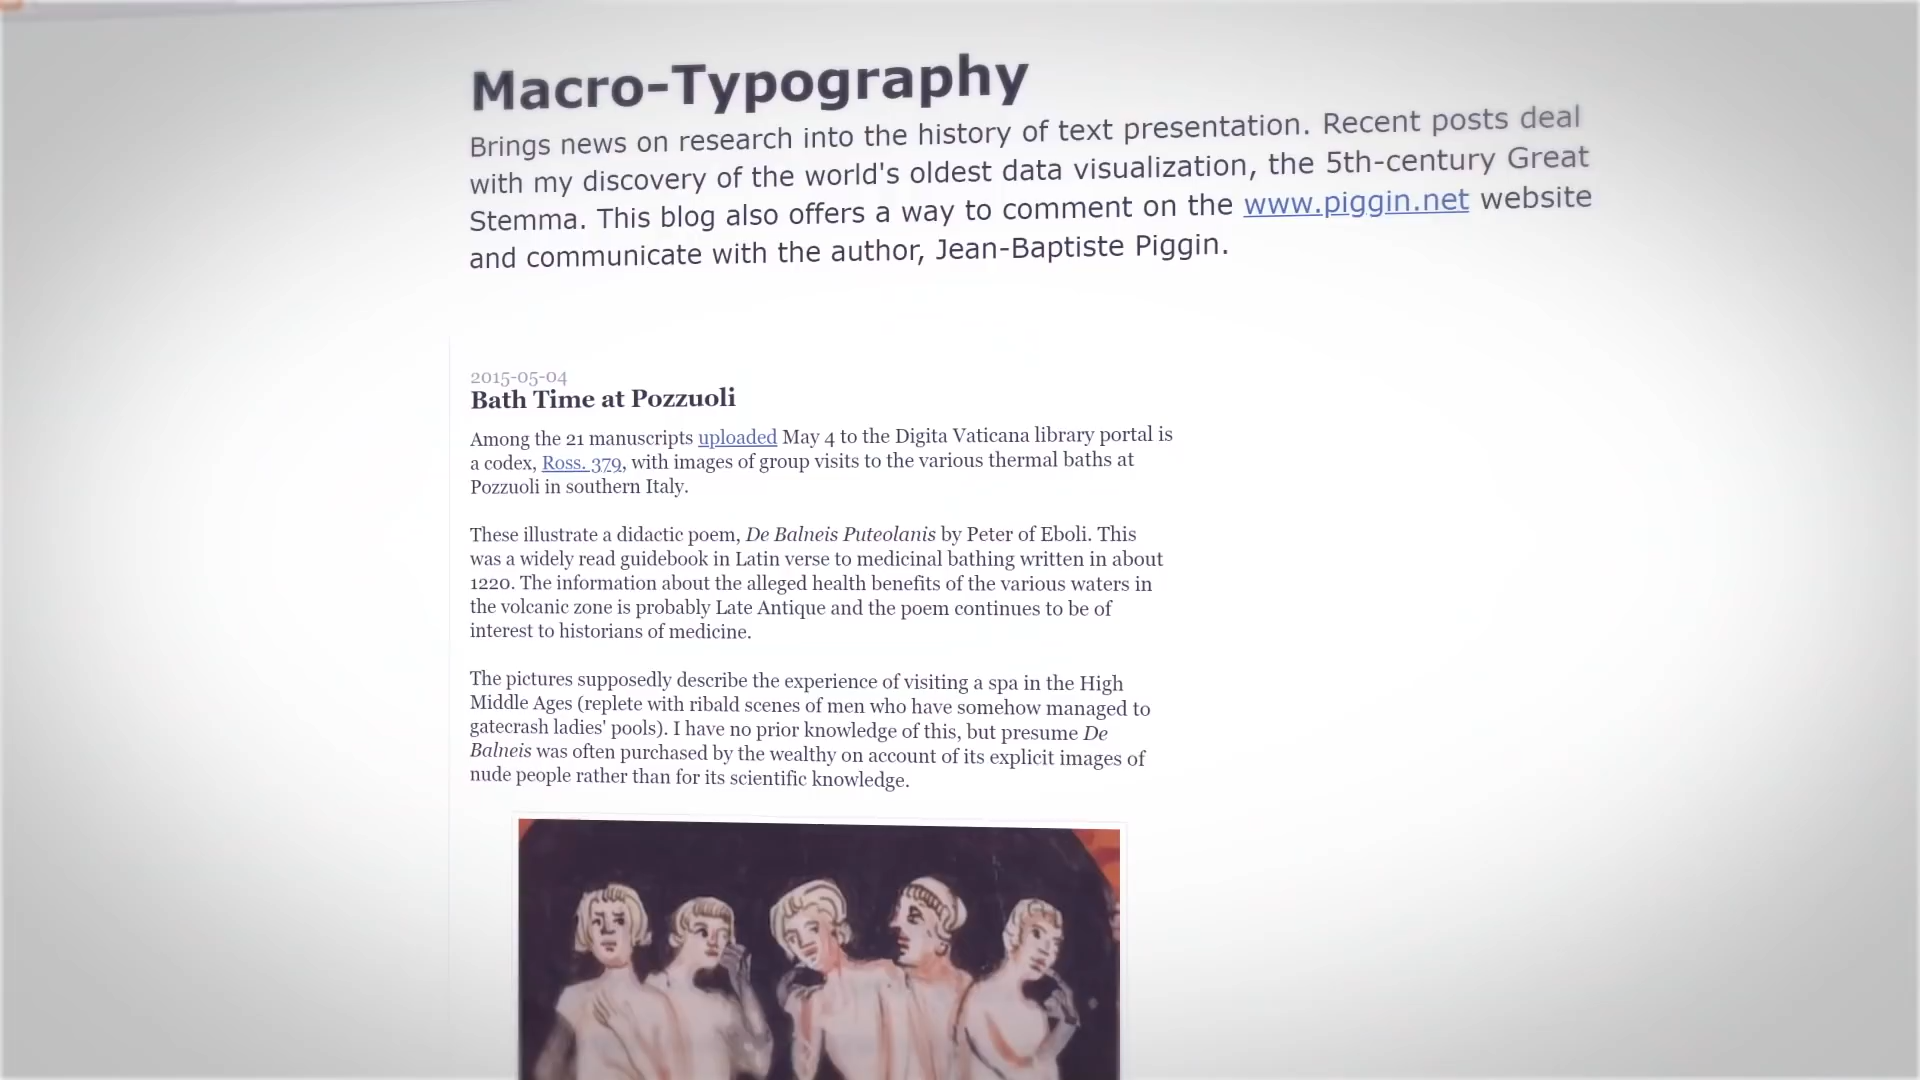 Macro-Typography
Brings news on research into the history of text presentation. Recent posts deal
with my discovery of the world's oldest data visualization, the 5th-century Great
Stemma. This blog also offers a way to comment on the www.piggin.net website
and communicate with the author, Jean-Baptiste Piggin.
2015-05-04
Bath Time at Pozzuoli
Among the 21 manuscripts uploaded May 4 to the Digita Vaticana library portal is
a codex, Ross. 379, with images of group visits to the various thermal baths at
Pozzuoli in southern Italy.
These illustrate a didactic poem, De Balneis Puteolanis by Peter of Eboli. This
was a widely read guidebook in Latin verse to medicinal bathing written in about
1220. The information about the alleged health benefits of the various waters in
the volcanic zone is probably Late Antique and the poem continues to be of
interest to historians of medicine.
The pictures supposedly describe the experience of visiting a spa in the High
Middle Ages (replete with ribald scenes of men who have somehow managed to
gatecrash ladies' pools). I have no prior knowledge of this, but presume De
Balneis was often purchased by the wealthy on account of its explicit images of
nude people rather than for its scientific knowledge.